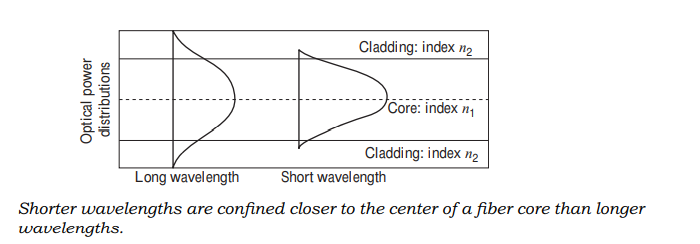 Optical power
distributions
Cladding: index n₂
Core: index n₁
Cladding: index n₂
Long wavelength
Short wavelength
Shorter wavelengths are confined closer to the center of a fiber core than longer
wavelengths.